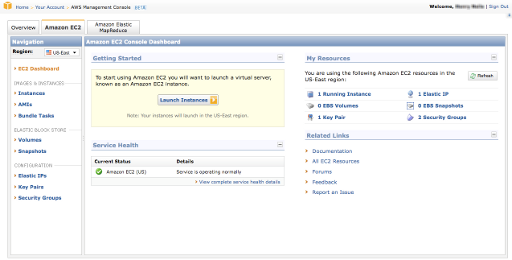 Home > Your Account > AWS Management Console BETA
Welcome, | Sign Out
Overview
Amazon EC2
Amazon Elastic
MapReduce
Navigation
Region: US-East
EC2 Dashboard
IMAGES & INSTANCES
Instances
AMIs
Bundle Tasks
ELASTIC BLOCK STORE
Volumes
Snapshots
CONFIGURATION
Elastic IPs
Key Pairs
Security Groups
Amazon EC2 Console Dashboard
Getting Started
To start using Amazon EC2 you will want to launch a virtual server,
known as an Amazon EC2 instance.
Launch Instances
Note: Your instances will launch in the US-East region.
Service Health
Current Status Details
Amazon EC2 (US) Service is operating normally
View complete service health details
My Resources
You are using the following Amazon EC2 resources in the
US-East region:
Refresh
1 Running Instance
1 Elastic IP
0 EBS Volumes
0 EBS Snapshots
1 Key Pair
2 Security Groups
Related Links
Documentation
All EC2 Resources
Forums
Feedback
Report an Issue